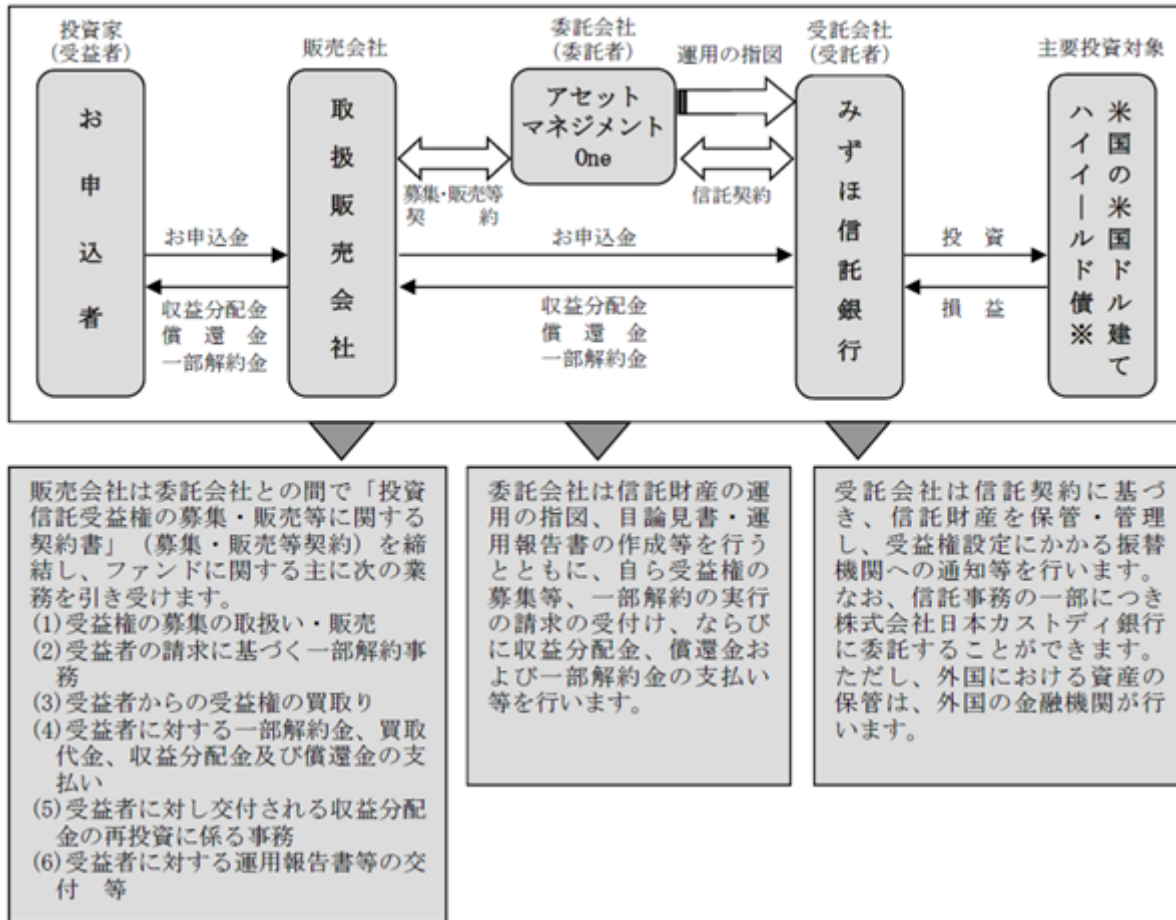 投資家
(受益者)
販売会社
委託会社
(委託者)
運用の指図
受託会社
(受託者)
主要投資対象
お申込者
取扱販売会社
アセット
マネジメント
One
みずほ信託銀行
米国の米国ドル建て
ハイイールド債※
募集・販売等
契　約
信託契約
お申込金
お申込金
投　資
収益分配金
償　還　金
一部解約金
収益分配金
償　還　金
一部解約金
損　益
販売会社は委託会社との間で「投資
信託受益権の募集・販売等に関する
契約書」（募集・販売等契約）を締
結し、ファンドに関する主に次の業
務を引き受けます。
(1)受益権の募集の取扱い・販売
(2)受益者の請求に基づく一部解約事
務
(3)受益者からの受益権の買取り
(4)受益者に対する一部解約金、買取
代金、収益分配金及び償還金の支
払い
(5)受益者に対し交付される収益分配
金の再投資に係る事務
(6)受益者に対する運用報告書等の交
付　等
委託会社は信託財産の運
用の指図、目論見書・運
用報告書の作成等を行う
とともに、自ら受益権の
募集等、一部解約の実行
の請求の受付け、ならび
に収益分配金、償還金お
よび一部解約金の支払い
等を行います。
受託会社は信託契約に基づ
き、信託財産を保管・管理
し、受益権設定にかかる振替
機関への通知等を行います。
なお、信託事務の一部につき
株式会社日本カストディ銀行
に委託することができます。
ただし、外国における資産の
保管は、外国の金融機関が行
います。